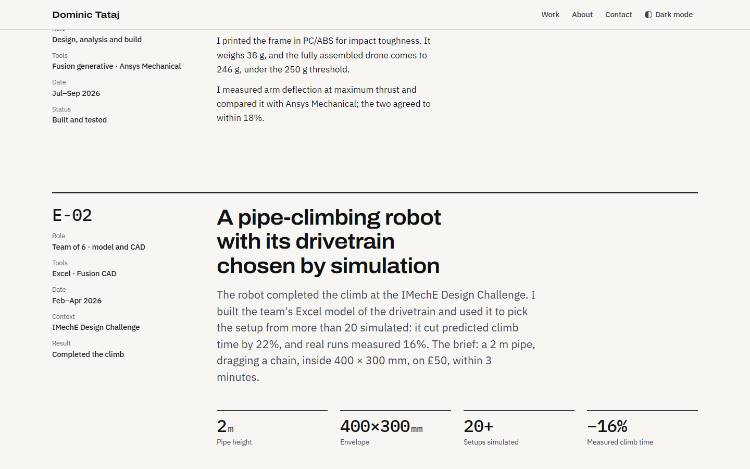 Dominic Tataj
Work
About
Contact
Dark mode
Design, analysis and build
Tools
Fusion generative · Ansys Mechanical
Date
Jul–Sep 2026
Status
Built and tested
I printed the frame in PC/ABS for impact toughness. It
weighs 38 g, and the fully assembled drone comes to
246 g, under the 250 g threshold.
I measured arm deflection at maximum thrust and
compared it with Ansys Mechanical; the two agreed to
within 18%.
E-02
Role
Team of 6 · model and CAD
Tools
Excel · Fusion CAD
Date
Feb–Apr 2026
Context
IMechE Design Challenge
Result
Completed the climb
A pipe-climbing robot
with its drivetrain
chosen by simulation
The robot completed the climb at the IMechE Design Challenge. I
built the team's Excel model of the drivetrain and used it to pick
the setup from more than 20 simulated: it cut predicted climb
time by 22%, and real runs measured 16%. The brief: a 2 m pipe,
dragging a chain, inside 400 × 300 mm, on £50, within 3
minutes.
2 m
Pipe height
400×300 mm
Envelope
20+
Setups simulated
−16%
Measured climb time